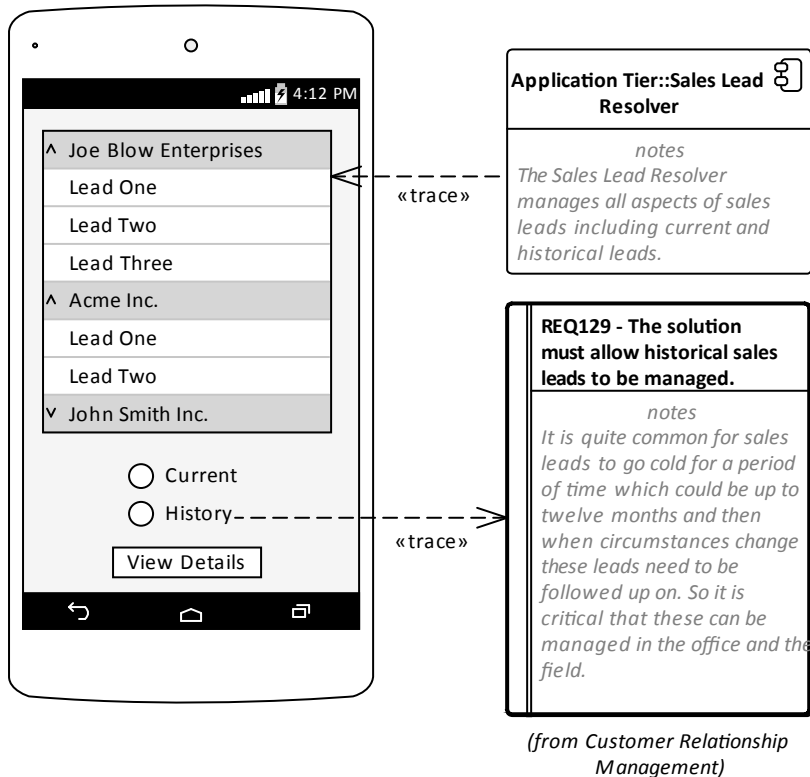 4:12 PM
Joe Blow Enterprises
Lead One
Lead Two
Lead Three
Acme Inc.
Lead One
Lead Two
John Smith Inc.
Current
History
View Details
«trace»
«trace»
Application Tier::Sales Lead
Resolver
notes
The Sales Lead Resolver
manages all aspects of sales
leads including current and
historical leads.
REQ129 - The solution
must allow historical sales
leads to be managed.
notes
It is quite common for sales
leads to go cold for a period
of time which could be up to
twelve months and then
when circumstances change
these leads need to be
followed up on. So it is
critical that these can be
managed in the office and the
field.
(from Customer Relationship
Management)